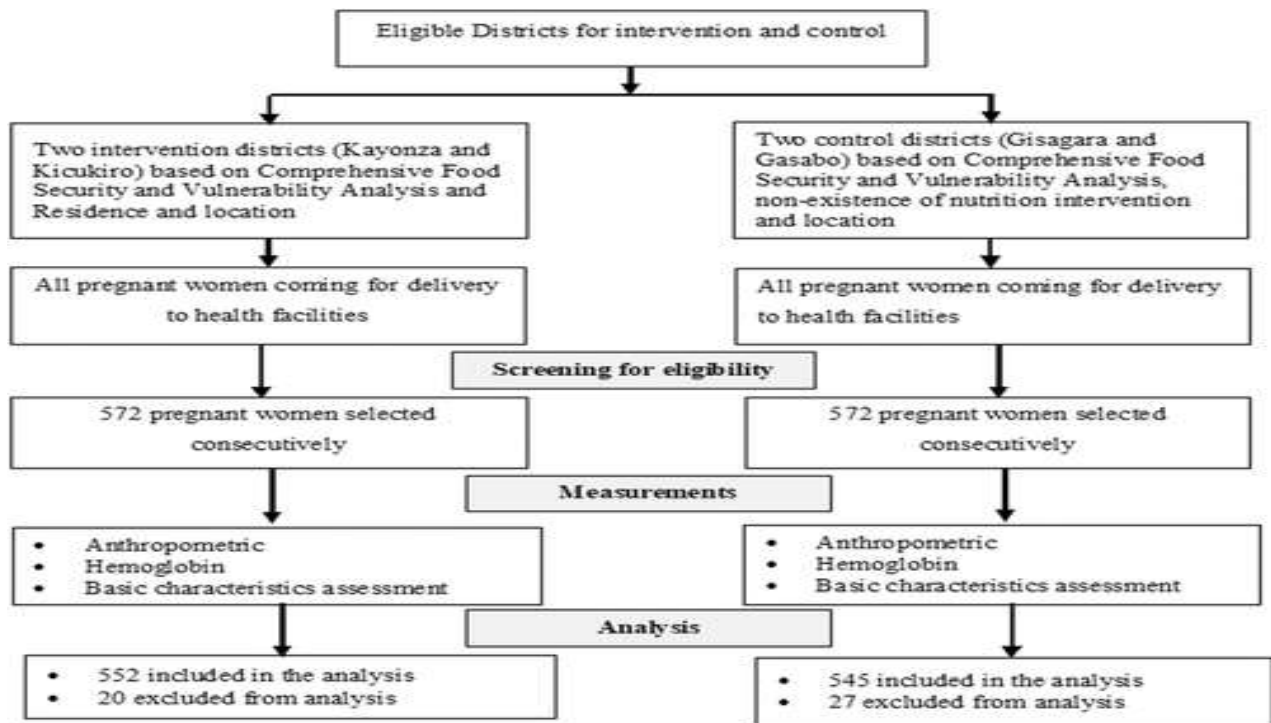 Eligible Districts for intervention and control
Two intervention districts (Kayonza and
Kicukiro) based on Comprehensive Food
Security and Vulnerability Analysis and
Residence and location
Two control districts (Gisagara and
Gasabo) based on Comprehensive Food
Security and Vulnerability Analysis,
non-existence of nutrition intervention
and location
All pregnant women coming for delivery
to health facilities
All pregnant women coming for delivery
to health facilities
Screening for eligibility
572 pregnant women selected
consecutively
572 pregnant women selected
consecutively
Measurements
• Anthropometric
• Hemoglobin
• Basic characteristics assessment
• Anthropometric
• Hemoglobin
• Basic characteristics assessment
Analysis
• 552 included in the analysis
• 20 excluded from analysis
• 545 included in the analysis
• 27 excluded from analysis